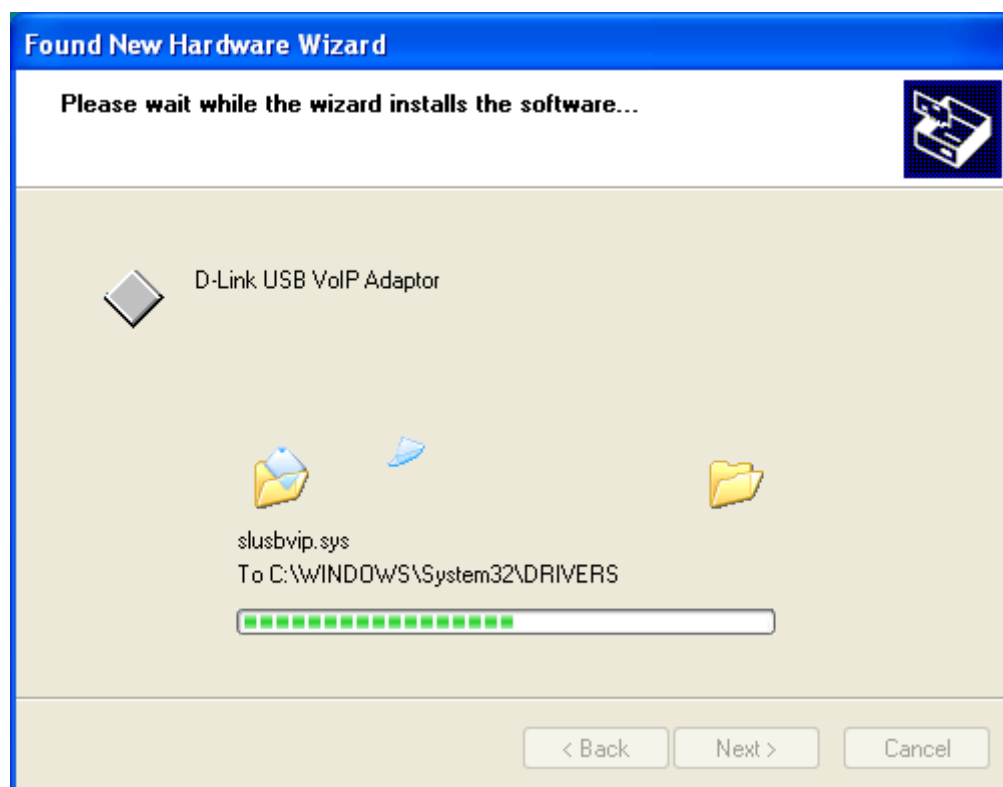 Found New Hardware Wizard
Please wait while the wizard installs the software...
D-Link USB VoIP Adaptor
slusbvip.sys
To C:\WINDOWS\System32\DRIVERS
< Back Next > Cancel